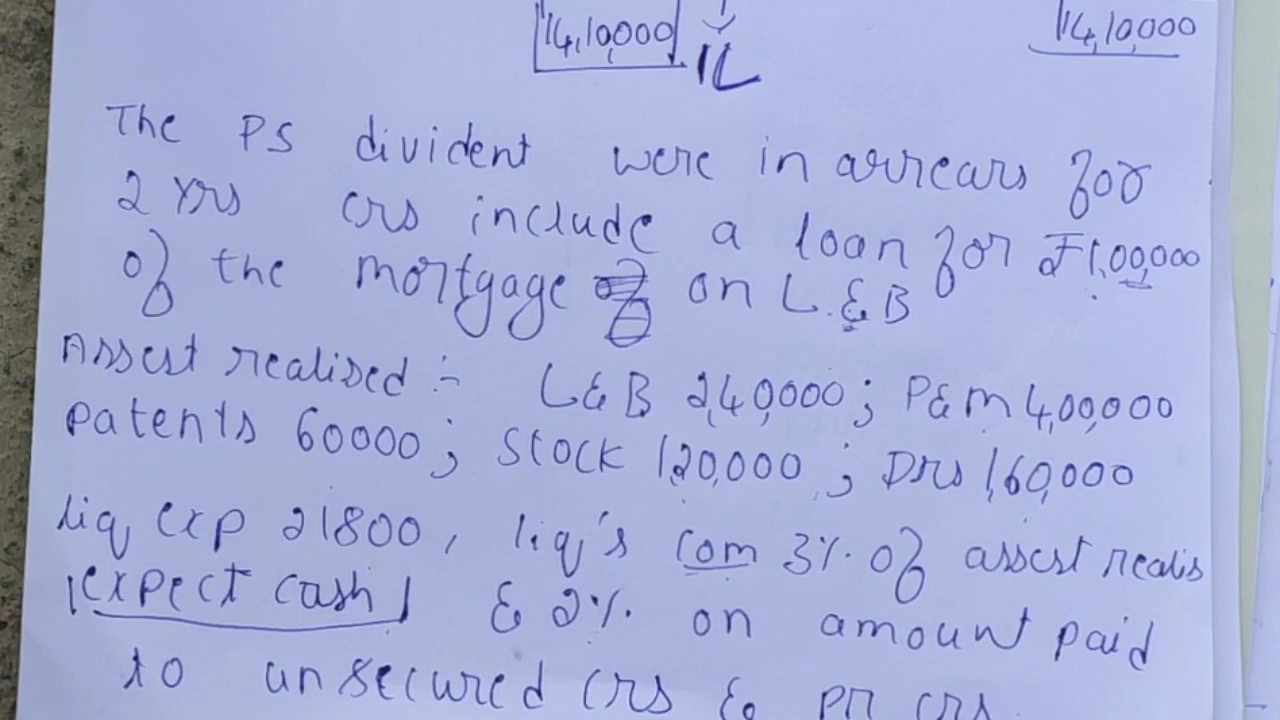 14,10,000 14,10,000
IL
The PS divident were in arrears for
2 Yrs crs include a loan for ₹1,00,000
of the mortgage on L&B
Assest realised :- L&B 2,40,000; P&M 4,00,000
Patents 60000; Stock 1,20,000; Drs 1,60,000
liq exp 21800, liq's com 3% of assest realis
expect cash & 2% on amount paid
to unsecured crs &